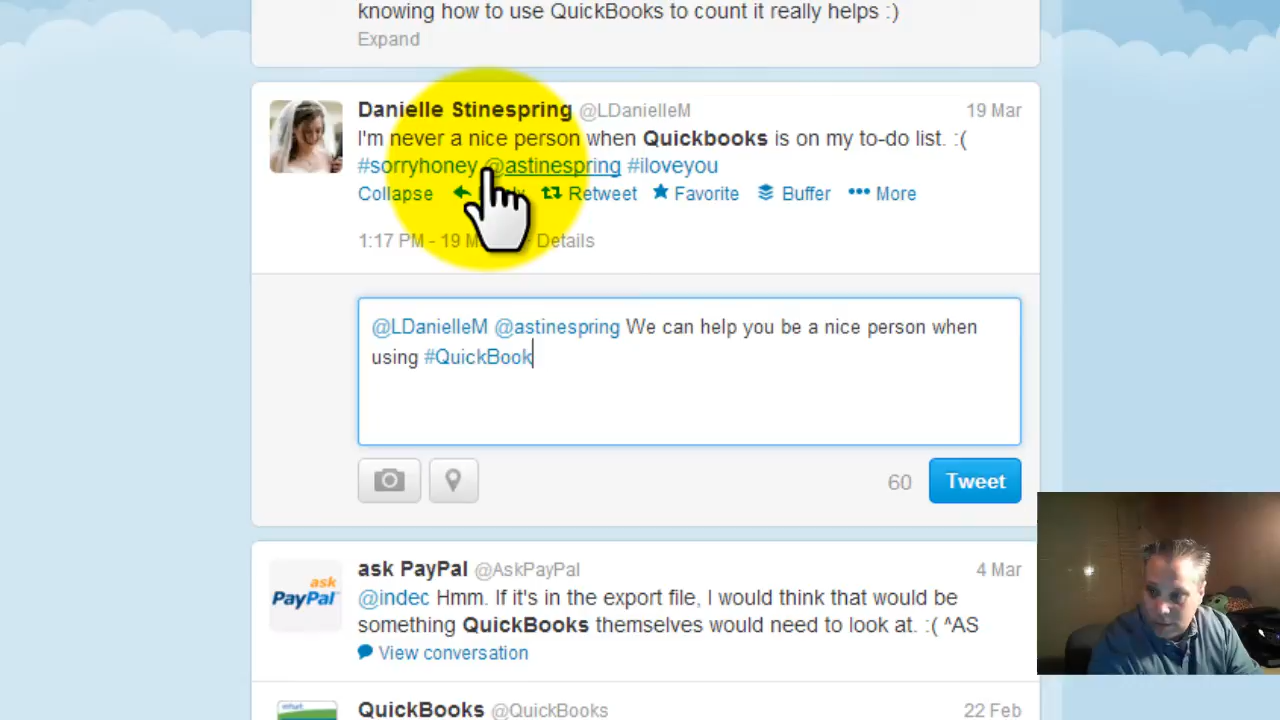 knowing how to use QuickBooks to count it really helps :)
Expand
Danielle Stinespring @LDanielleM 19 Mar
I'm never a nice person when Quickbooks is on my to-do list. :(
#sorryhoney @astinespring #iloveyou
Collapse Retweet Favorite Buffer More
1:17 PM - 19 Details
@LDanielleM @astinespring We can help you be a nice person when
using #QuickBook
60 Tweet
ask PayPal @AskPayPal 4 Mar
ask
PayPal
@indec Hmm. If it's in the export file, I would think that would be
something QuickBooks themselves would need to look at. :( ^AS
View conversation
intuit
QuickBooks @QuickBooks 22 Feb